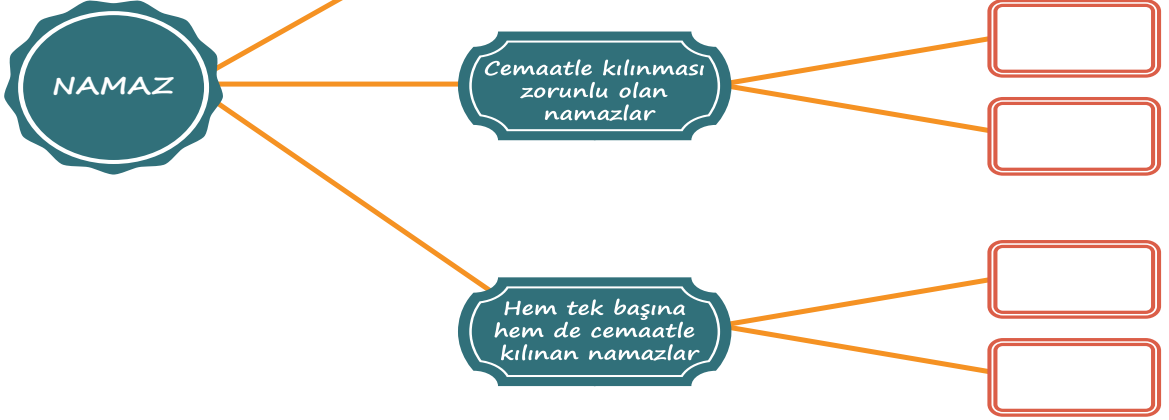 NAMAZ
Cemaatle kılınması
zorunlu olan
namazlar
Hem tek başına
hem de cemaatle
kılınan namazlar